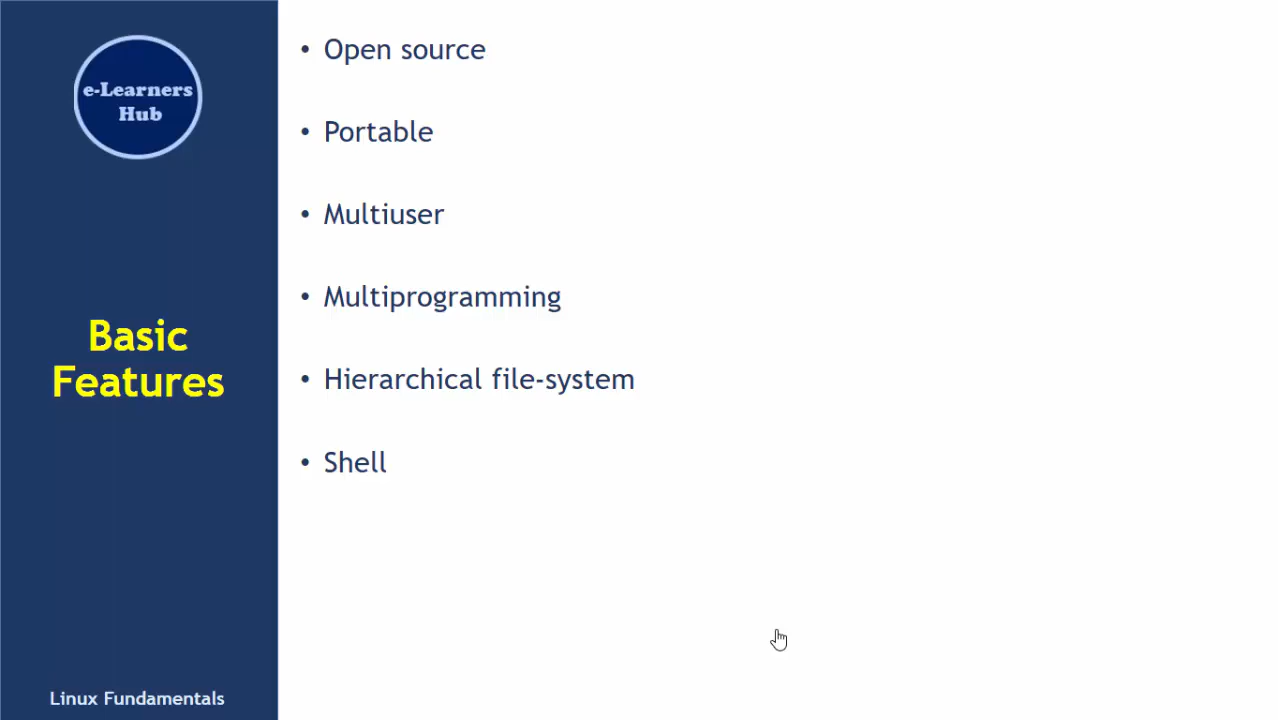 e-Learners
Hub
Basic
Features
Linux Fundamentals
• Open source
• Portable
• Multiuser
• Multiprogramming
• Hierarchical file-system
• Shell